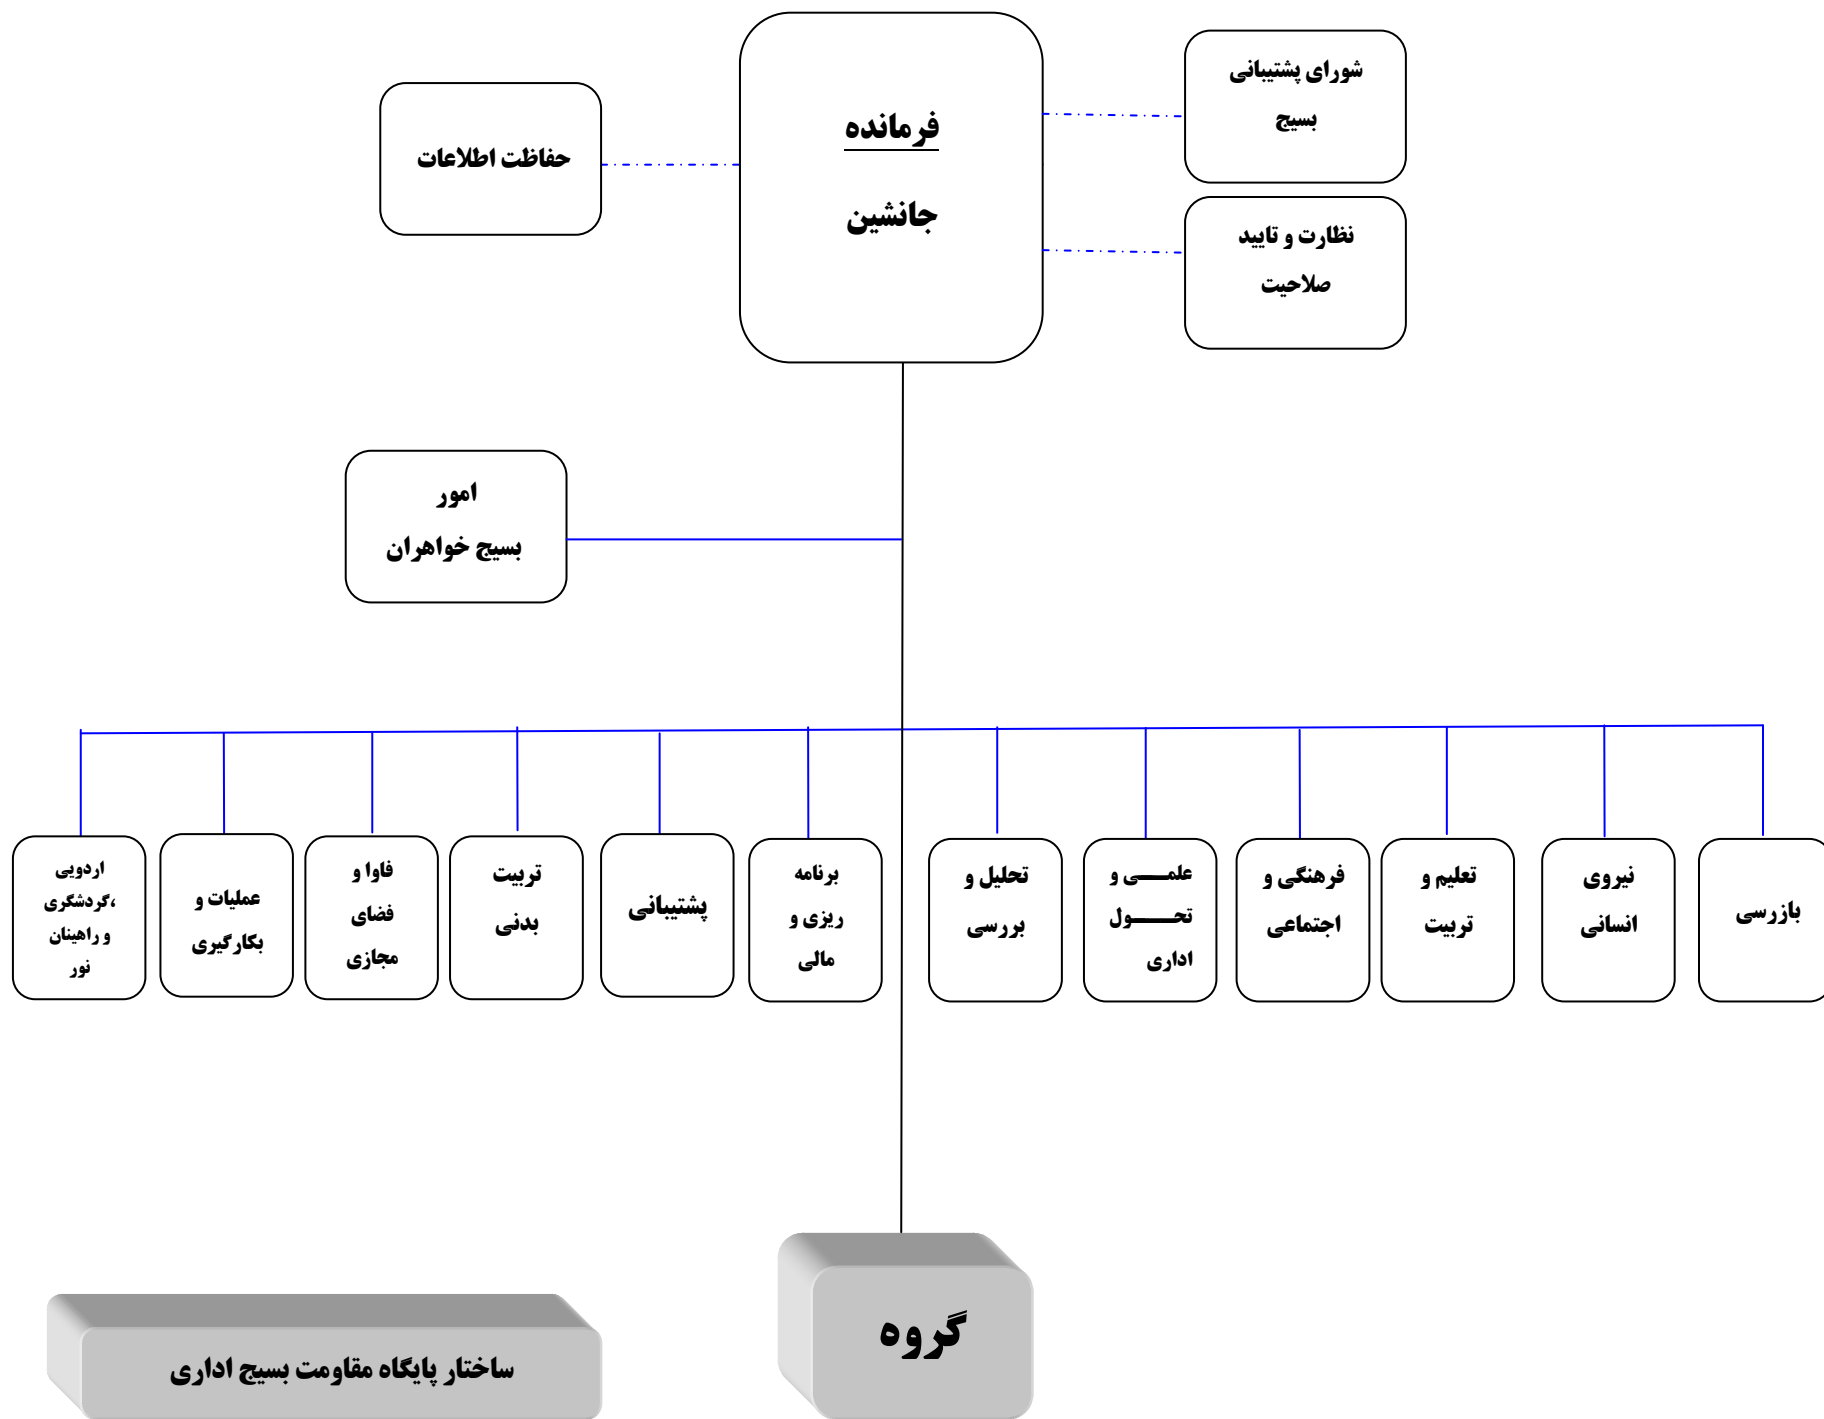 شورای پشتیبانی
بسیج
فرمانده
جانشین
حفاظت اطلاعات
نظارت و تایید
صلاحیت
امور
بسیج خواهران
بازرسی
نیروی
انسانی
تعلیم و
تربیت
فرهنگی و
اجتماعی
علمـــی و
تحــــول
اداری
تحلیل و
بررسی
برنامه
ریزی و
مالی
پشتیبانی
تربیت
بدنی
فاوا و
فضای
مجازی
عملیات و
بکارگیری
اردویی
،گردشگری
و راهینان
نور
گروه
ساختار پایگاه مقاومت بسیج اداری